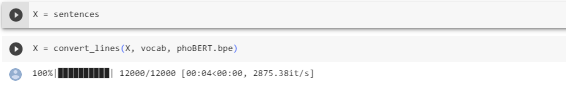 X = sentences
X = convert_lines(X, vocab, phoBERT.bpe)
100%|██████████| 12000/12000 [00:04<00:00, 2875.38it/s]